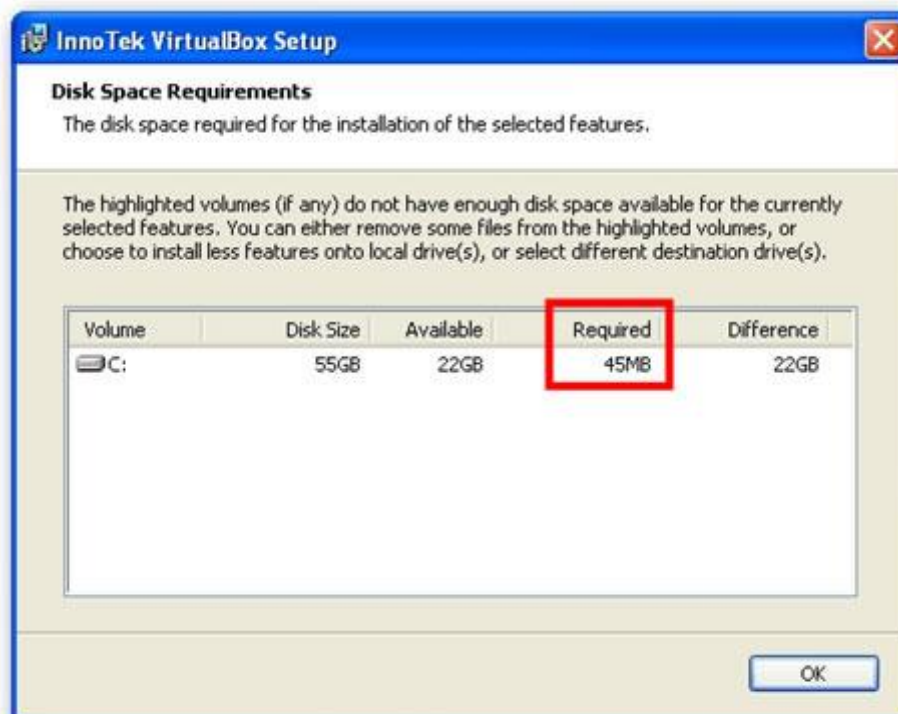 InnoTek VirtualBox Setup
Disk Space Requirements
The disk space required for the installation of the selected features.
The highlighted volumes (if any) do not have enough disk space available for the currently
selected features. You can either remove some files from the highlighted volumes, or
choose to install less features onto local drive(s), or select different destination drive(s).
Volume Disk Size Available Required Difference
C: 55GB 22GB 45MB 22GB
OK